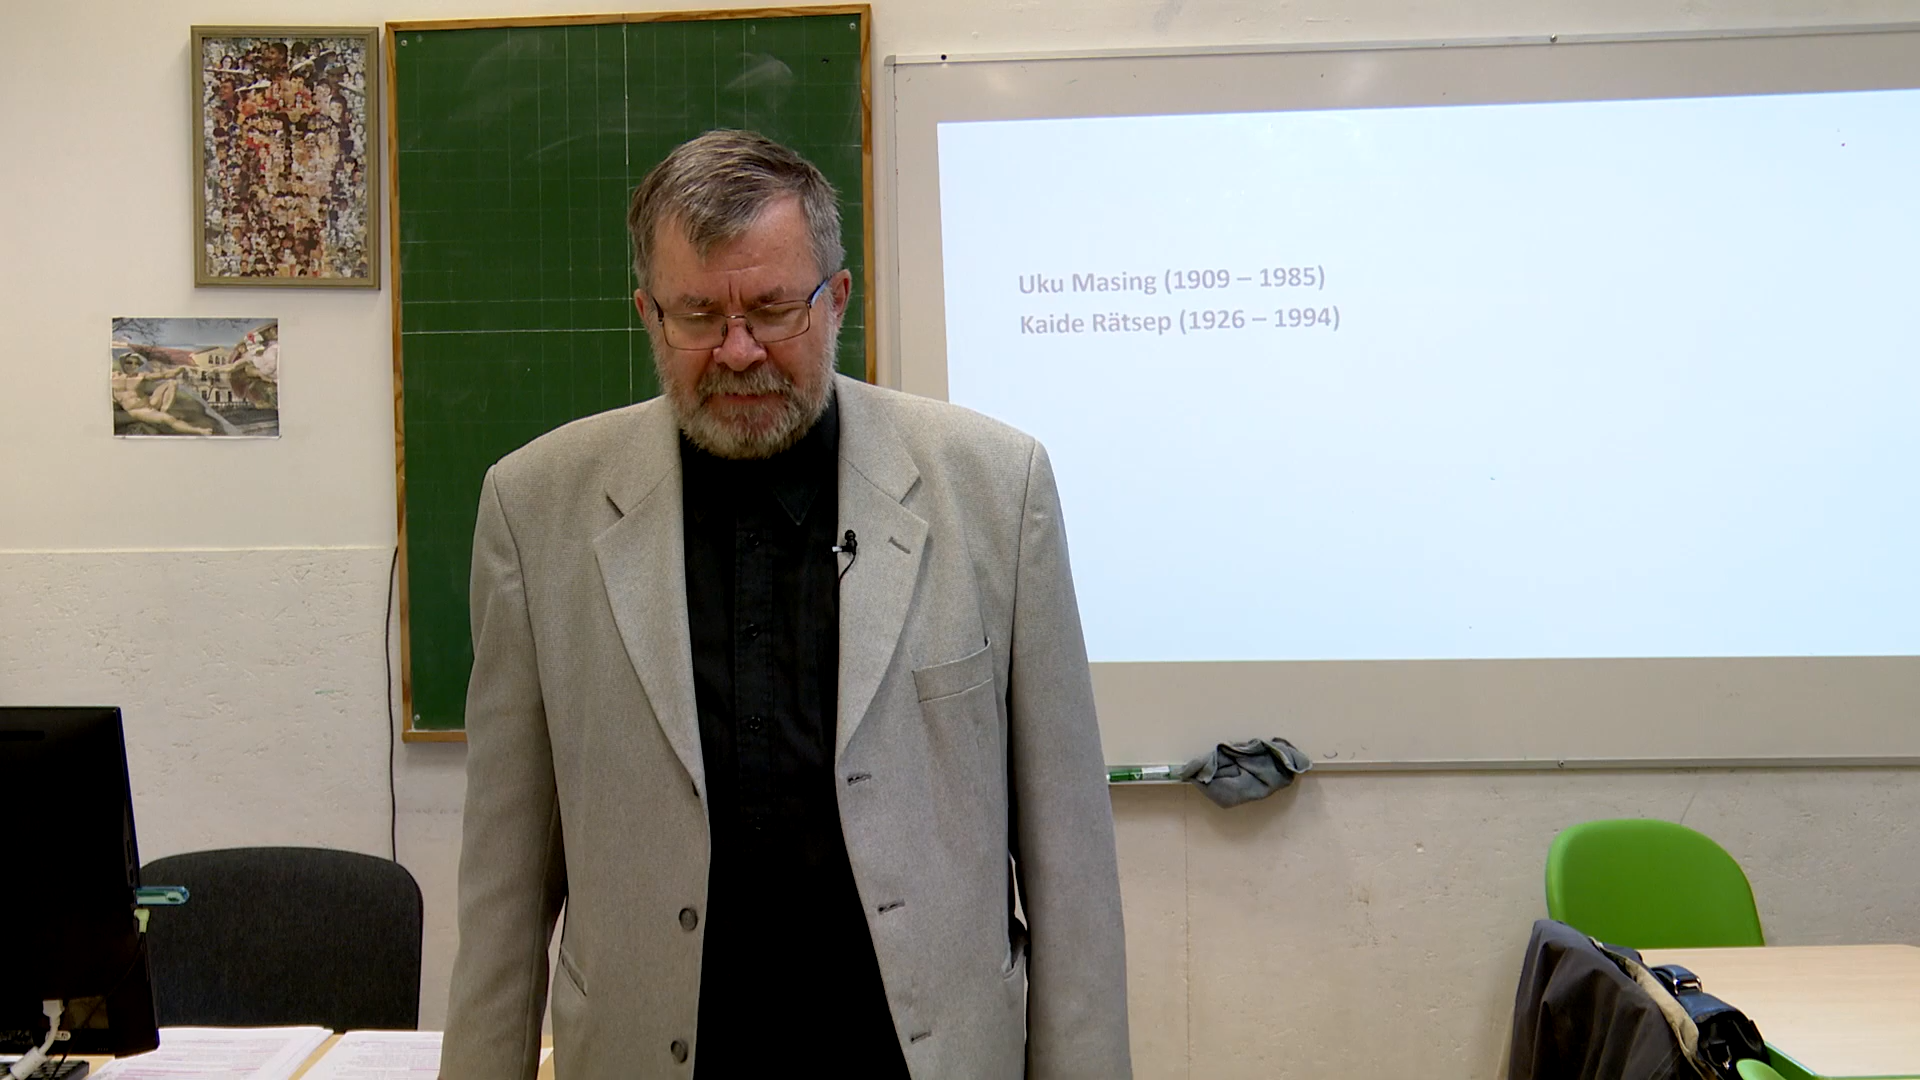 Uku Masing (1909 – 1985)
Kaide Rätsep (1926 – 1994)